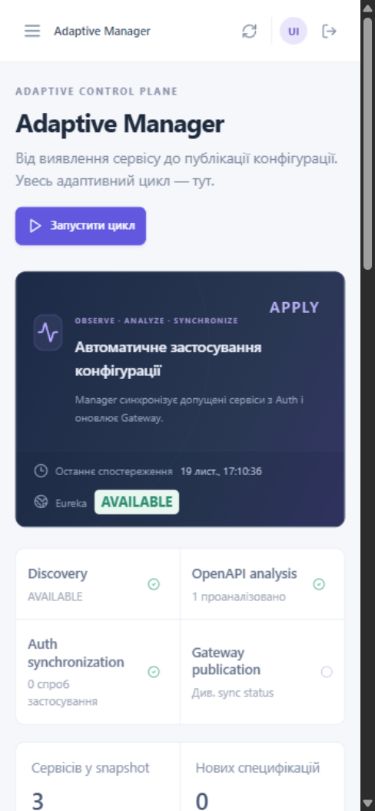 Adaptive Manager
UI
ADAPTIVE CONTROL PLANE
Adaptive Manager
Від виявлення сервісу до публікації конфігурації.
Увесь адаптивний цикл — тут.
Запустити цикл
APPLY
OBSERVE · ANALYZE · SYNCHRONIZE
Автоматичне застосування
конфігурації
Manager синхронізує допущені сервіси з Auth і
оновлює Gateway.
Останнє спостереження 19 лист., 17:10:36
Eureka AVAILABLE
Discovery
AVAILABLE
OpenAPI analysis
1 проаналізовано
Auth
synchronization
0 спроб
застосування
Gateway
publication
Див. sync status
Сервісів у snapshot
3
Нових специфікацій
0